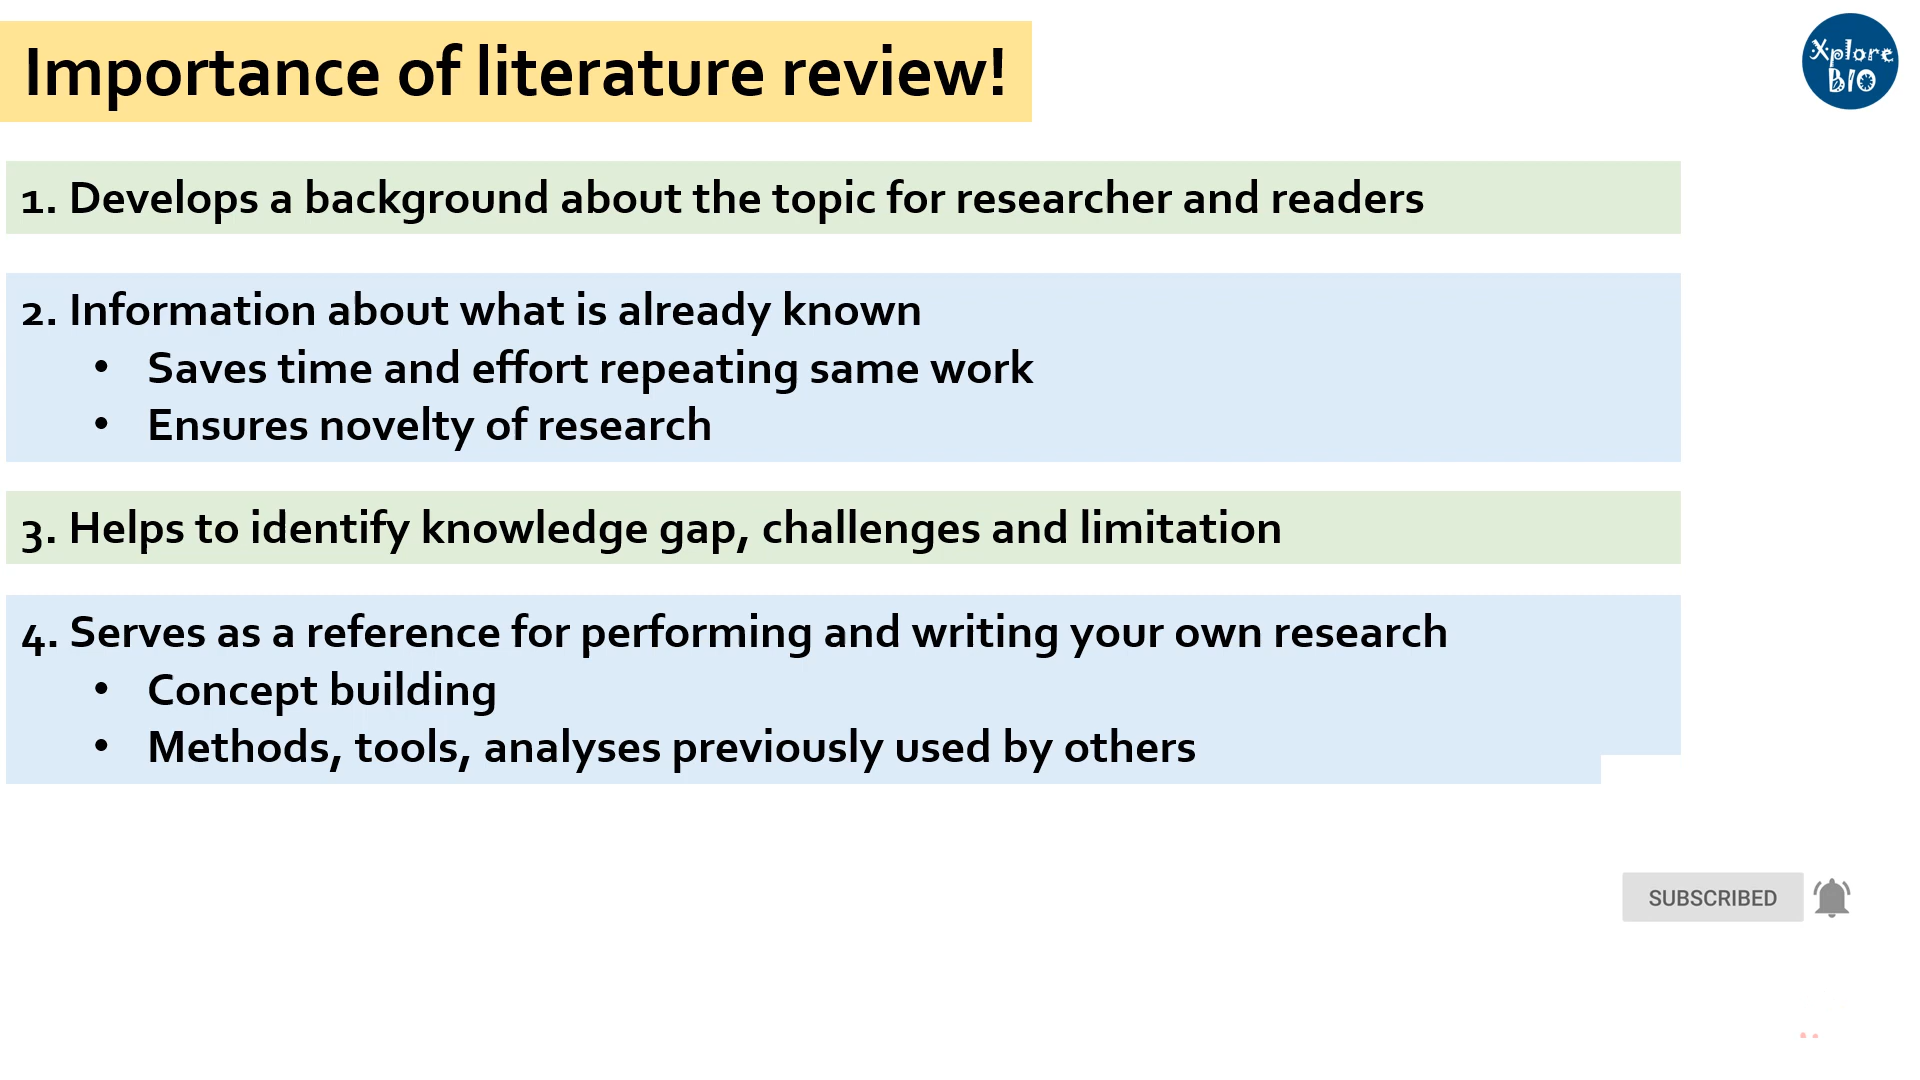 Importance of literature review!
Xplore
BIO
1. Develops a background about the topic for researcher and readers
2. Information about what is already known
• Saves time and effort repeating same work
• Ensures novelty of research
3. Helps to identify knowledge gap, challenges and limitation
4. Serves as a reference for performing and writing your own research
• Concept building
• Methods, tools, analyses previously used by others
SUBSCRIBED